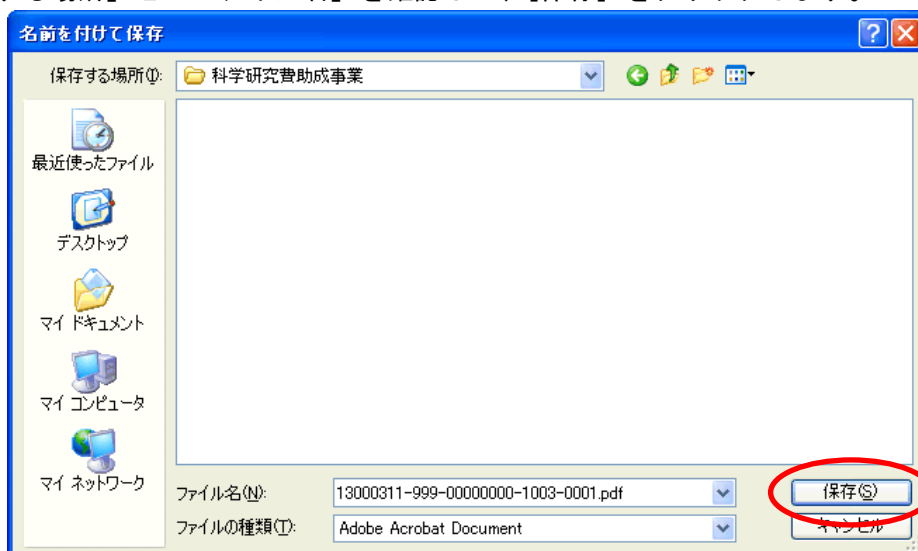 名前を付けて保存
保存する場所(I):
科学研究費助成事業
最近使ったファイル
デスクトップ
マイ ドキュメント
マイ コンピュータ
マイ ネットワーク
ファイル名(N):
13000311-999-00000000-1003-0001.pdf
保存(S)
ファイルの種類(T):
Adobe Acrobat Document
キャンセル